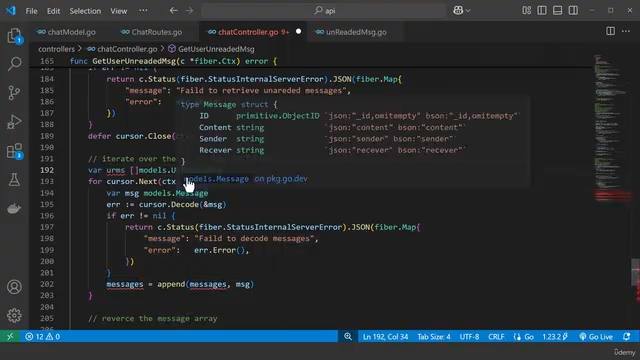 File Edit Selection
api
chatModel.go
ChatRoutes.go
chatController.go 9+
unReadedMsg.go
controllers > chatController.go > GetUserUnreadedMsg
165 func GetUserUnreadedMsg(c *fiber.Ctx) error {
184 return c.Status(fiber.StatusInternalServerError).JSON(fiber.Map{
185 "message": "Faild to retrieve unareded messages",
186 "error":
type Message struct {
187 ID primitive.ObjectID `json:"_id,omitempty" bson:"_id,omitempty"`
188 Content string `json:"content" bson:"content"`
189 defer cursor.Close( Sender string `json:"sender" bson:"sender"`
190 Recever string `json:"recever" bson:"recever"`
191 // iterate over the }
192 var urms []models.U
193 for cursor.Next(ctx models.Message on pkg.go.dev
194 var msg models.Message
195 err := cursor.Decode(&msg)
196 if err != nil {
197 return c.Status(fiber.StatusInternalServerError).JSON(fiber.Map{
198 "message": "Faild to decode messages",
199 "error": err.Error(),
200 })
201 }
202 messages = append(messages, msg)
203 }
204
205 // reverce the message array
12 0
Ln 192, Col 34 Tab Size: 4 UTF-8 CRLF Go 1.23.2 Go Live
Udemy